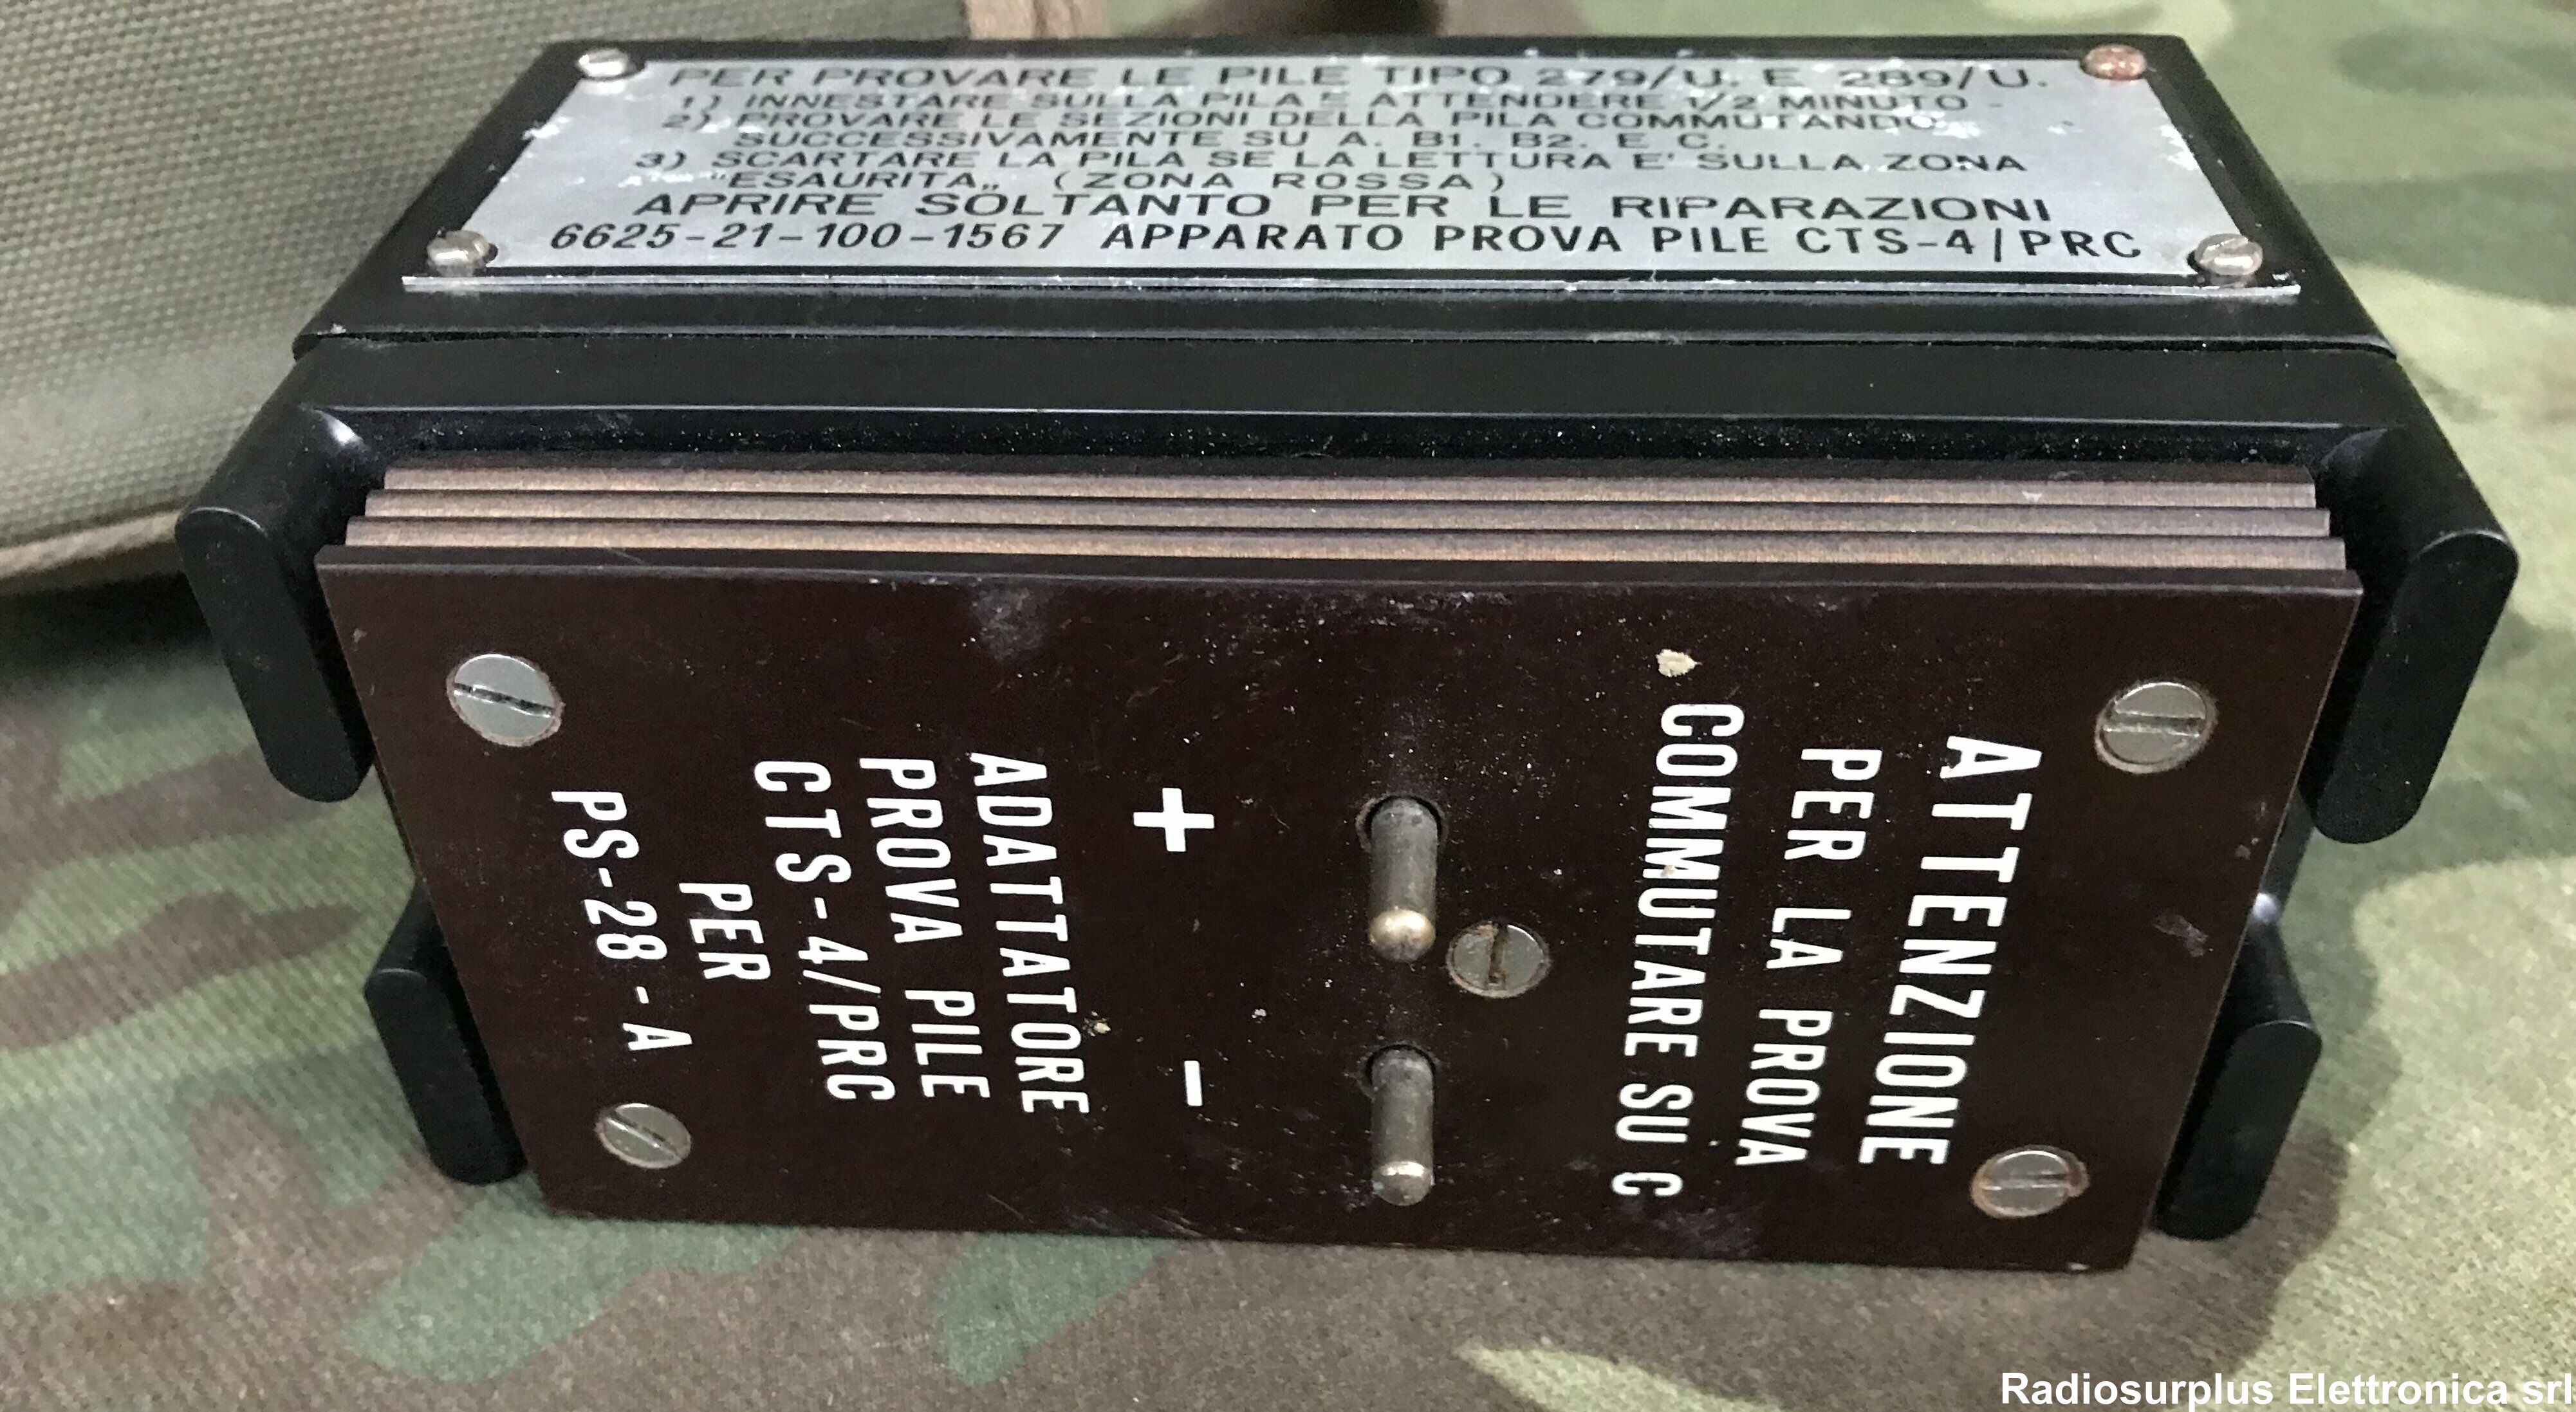 PER PROVARE LE PILE TIPO 279/U. E 289/U.
1) INNESTARE SULLA PILA E ATTENDERE 1/2 MINUTO -
2) PROVARE LE SEZIONI DELLA PILA COMMUTANDO
SUCCESSIVAMENTE SU A. B1. B2. E C.
3) SCARTARE LA PILA SE LA LETTURA E' SULLA ZONA
"ESAURITA„ (ZONA ROSSA)
APRIRE SOLTANTO PER LE RIPARAZIONI
6625-21-100-1567 APPARATO PROVA PILE CTS-4/PRC
ATTENZIONE
PER LA PROVA
COMMUTARE SU C
+ -
ADATTATORE
PROVA PILE
CTS-4/PRC
PER
PS-28-A
Radiosurplus Elettronica srl